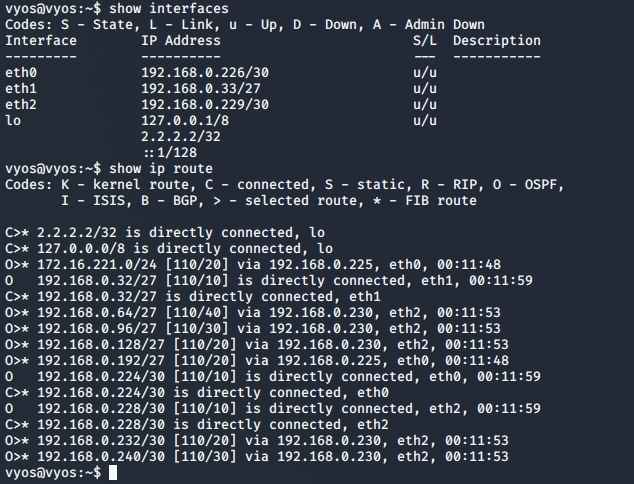 vyos@vyos:~$ show interfaces
Codes: S - State, L - Link, u - Up, D - Down, A - Admin Down
Interface        IP Address                        S/L  Description
---------        ----------                        ---  -----------
eth0             192.168.0.226/30                  u/u
eth1             192.168.0.33/27                   u/u
eth2             192.168.0.229/30                  u/u
lo               127.0.0.1/8                       u/u
                 2.2.2.2/32
                 ::1/128
vyos@vyos:~$ show ip route
Codes: K - kernel route, C - connected, S - static, R - RIP, O - OSPF,
       I - ISIS, B - BGP, > - selected route, * - FIB route

C>* 2.2.2.2/32 is directly connected, lo
C>* 127.0.0.0/8 is directly connected, lo
O>* 172.16.221.0/24 [110/20] via 192.168.0.225, eth0, 00:11:48
O   192.168.0.32/27 [110/10] is directly connected, eth1, 00:11:59
C>* 192.168.0.32/27 is directly connected, eth1
O>* 192.168.0.64/27 [110/40] via 192.168.0.230, eth2, 00:11:53
O>* 192.168.0.96/27 [110/30] via 192.168.0.230, eth2, 00:11:53
O>* 192.168.0.128/27 [110/20] via 192.168.0.230, eth2, 00:11:53
O>* 192.168.0.192/27 [110/20] via 192.168.0.225, eth0, 00:11:48
O   192.168.0.224/30 [110/10] is directly connected, eth0, 00:11:59
C>* 192.168.0.224/30 is directly connected, eth0
O   192.168.0.228/30 [110/10] is directly connected, eth2, 00:11:59
C>* 192.168.0.228/30 is directly connected, eth2
O>* 192.168.0.232/30 [110/20] via 192.168.0.230, eth2, 00:11:53
O>* 192.168.0.240/30 [110/30] via 192.168.0.230, eth2, 00:11:53
vyos@vyos:~$